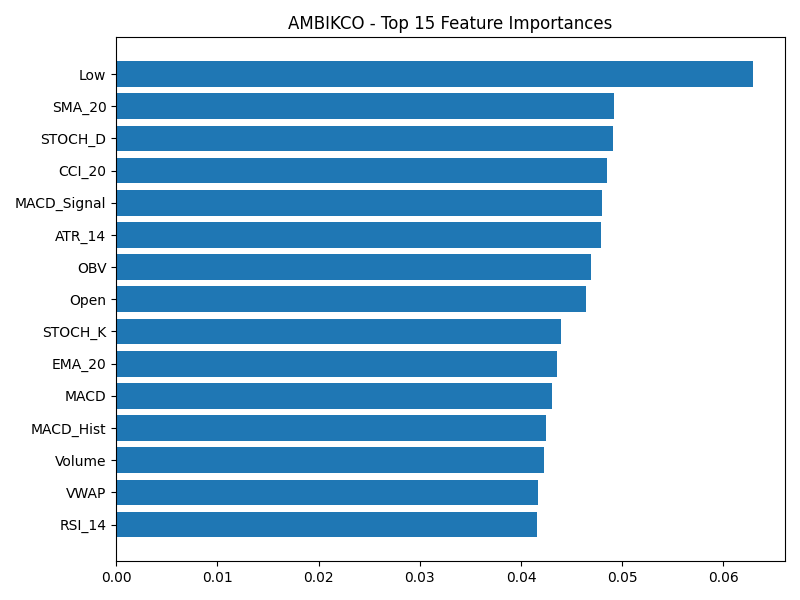 AMBIKCO - Top 15 Feature Importances
Low
SMA_20
STOCH_D
CCI_20
MACD_Signal
ATR_14
OBV
Open
STOCH_K
EMA_20
MACD
MACD_Hist
Volume
VWAP
RSI_14
0.00 0.01 0.02 0.03 0.04 0.05 0.06